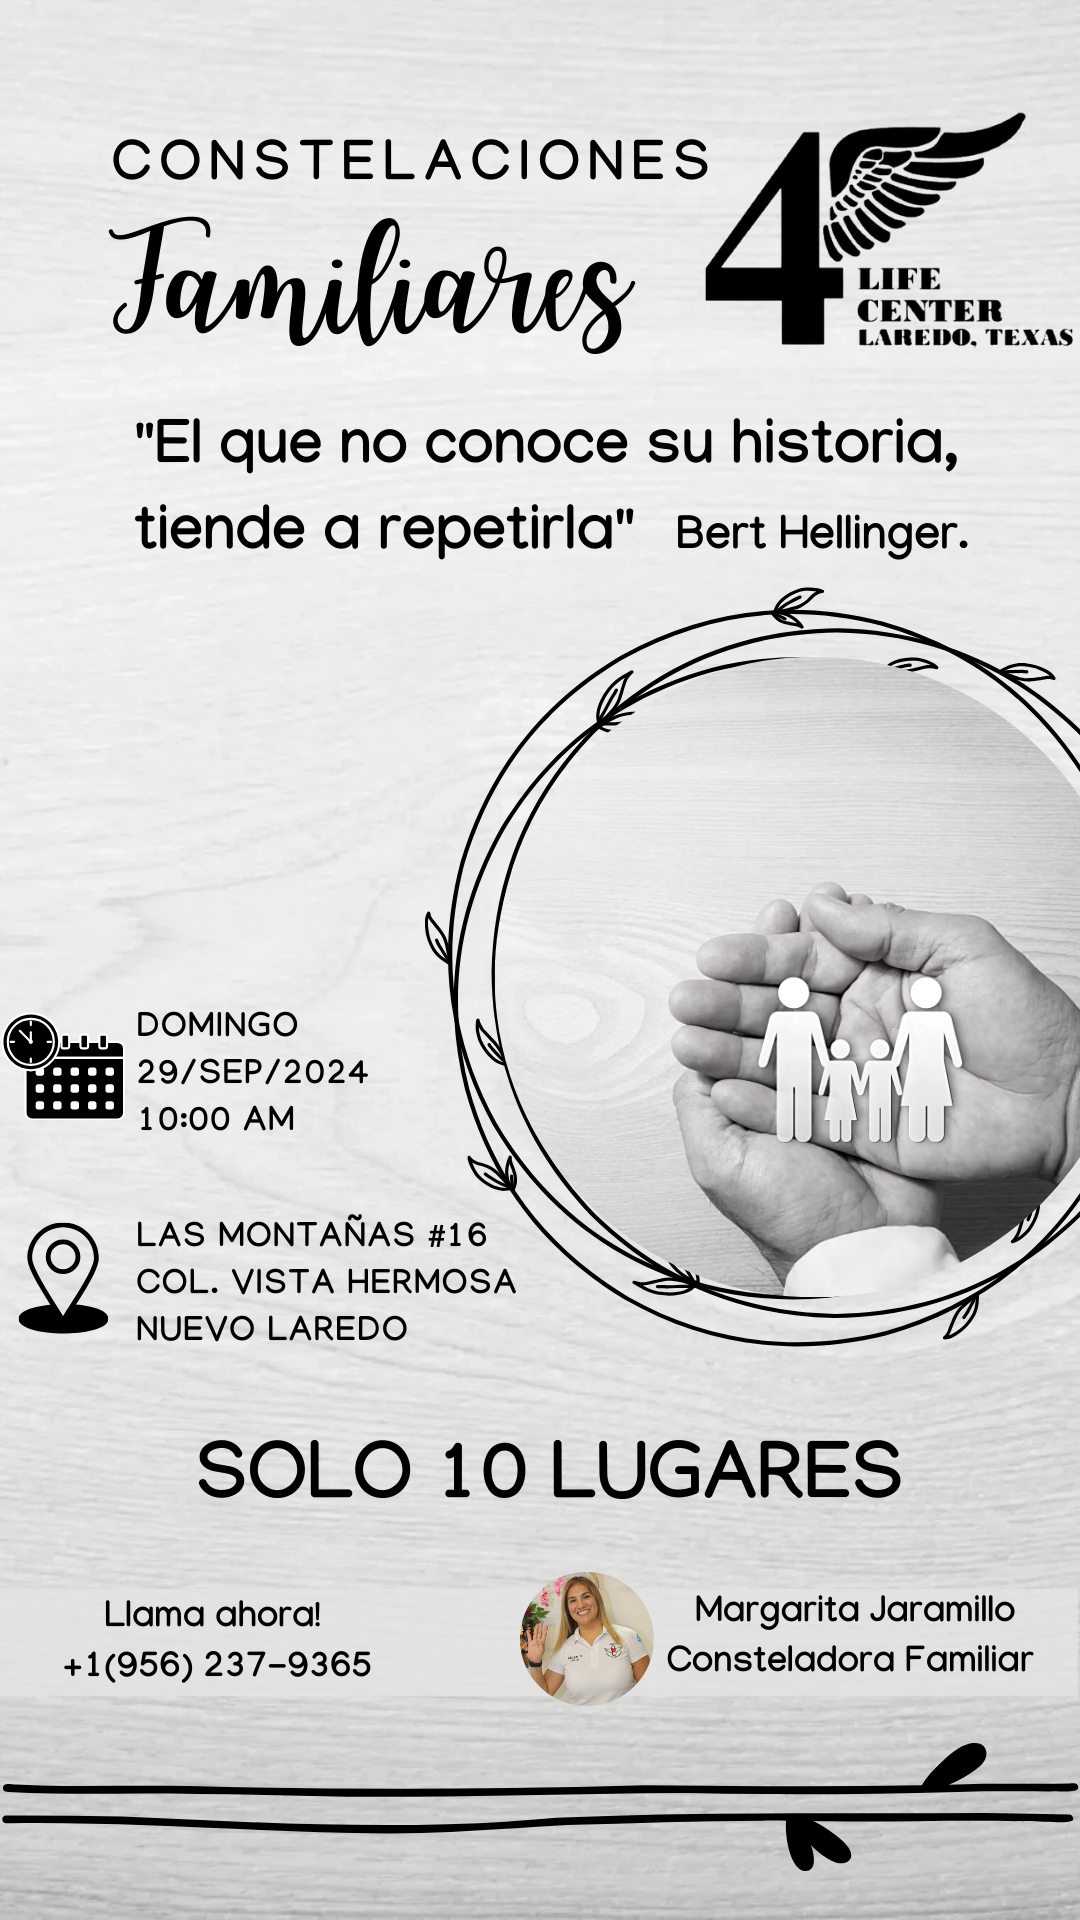 CONSTELACIONES
Familiares
4
LIFE
CENTER
LAREDO, TEXAS
"El que no conoce su historia,
tiende a repetirla" Bert Hellinger.
DOMINGO
29/SEP/2024
10:00 AM
LAS MONTAÑAS #16
COL. VISTA HERMOSA
NUEVO LAREDO
SOLO 10 LUGARES
Llama ahora!
+1(956) 237-9365
Margarita Jaramillo
Consteladora Familiar